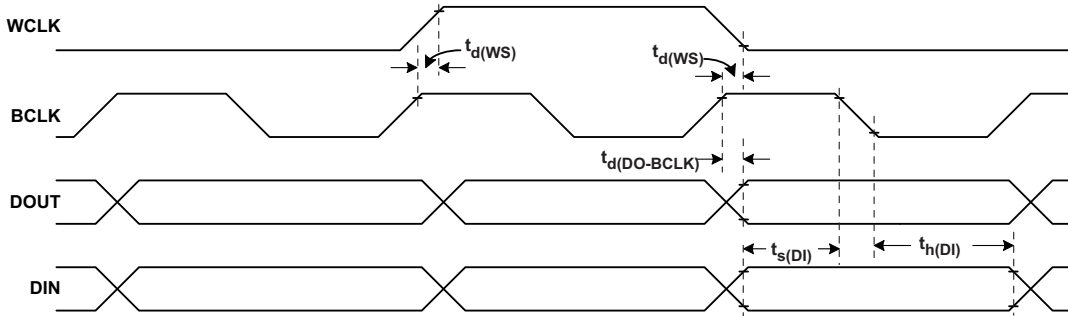 WCLK
td(WS)
td(WS)
BCLK
td(DO-BCLK)
DOUT
ts(DI)
th(DI)
DIN